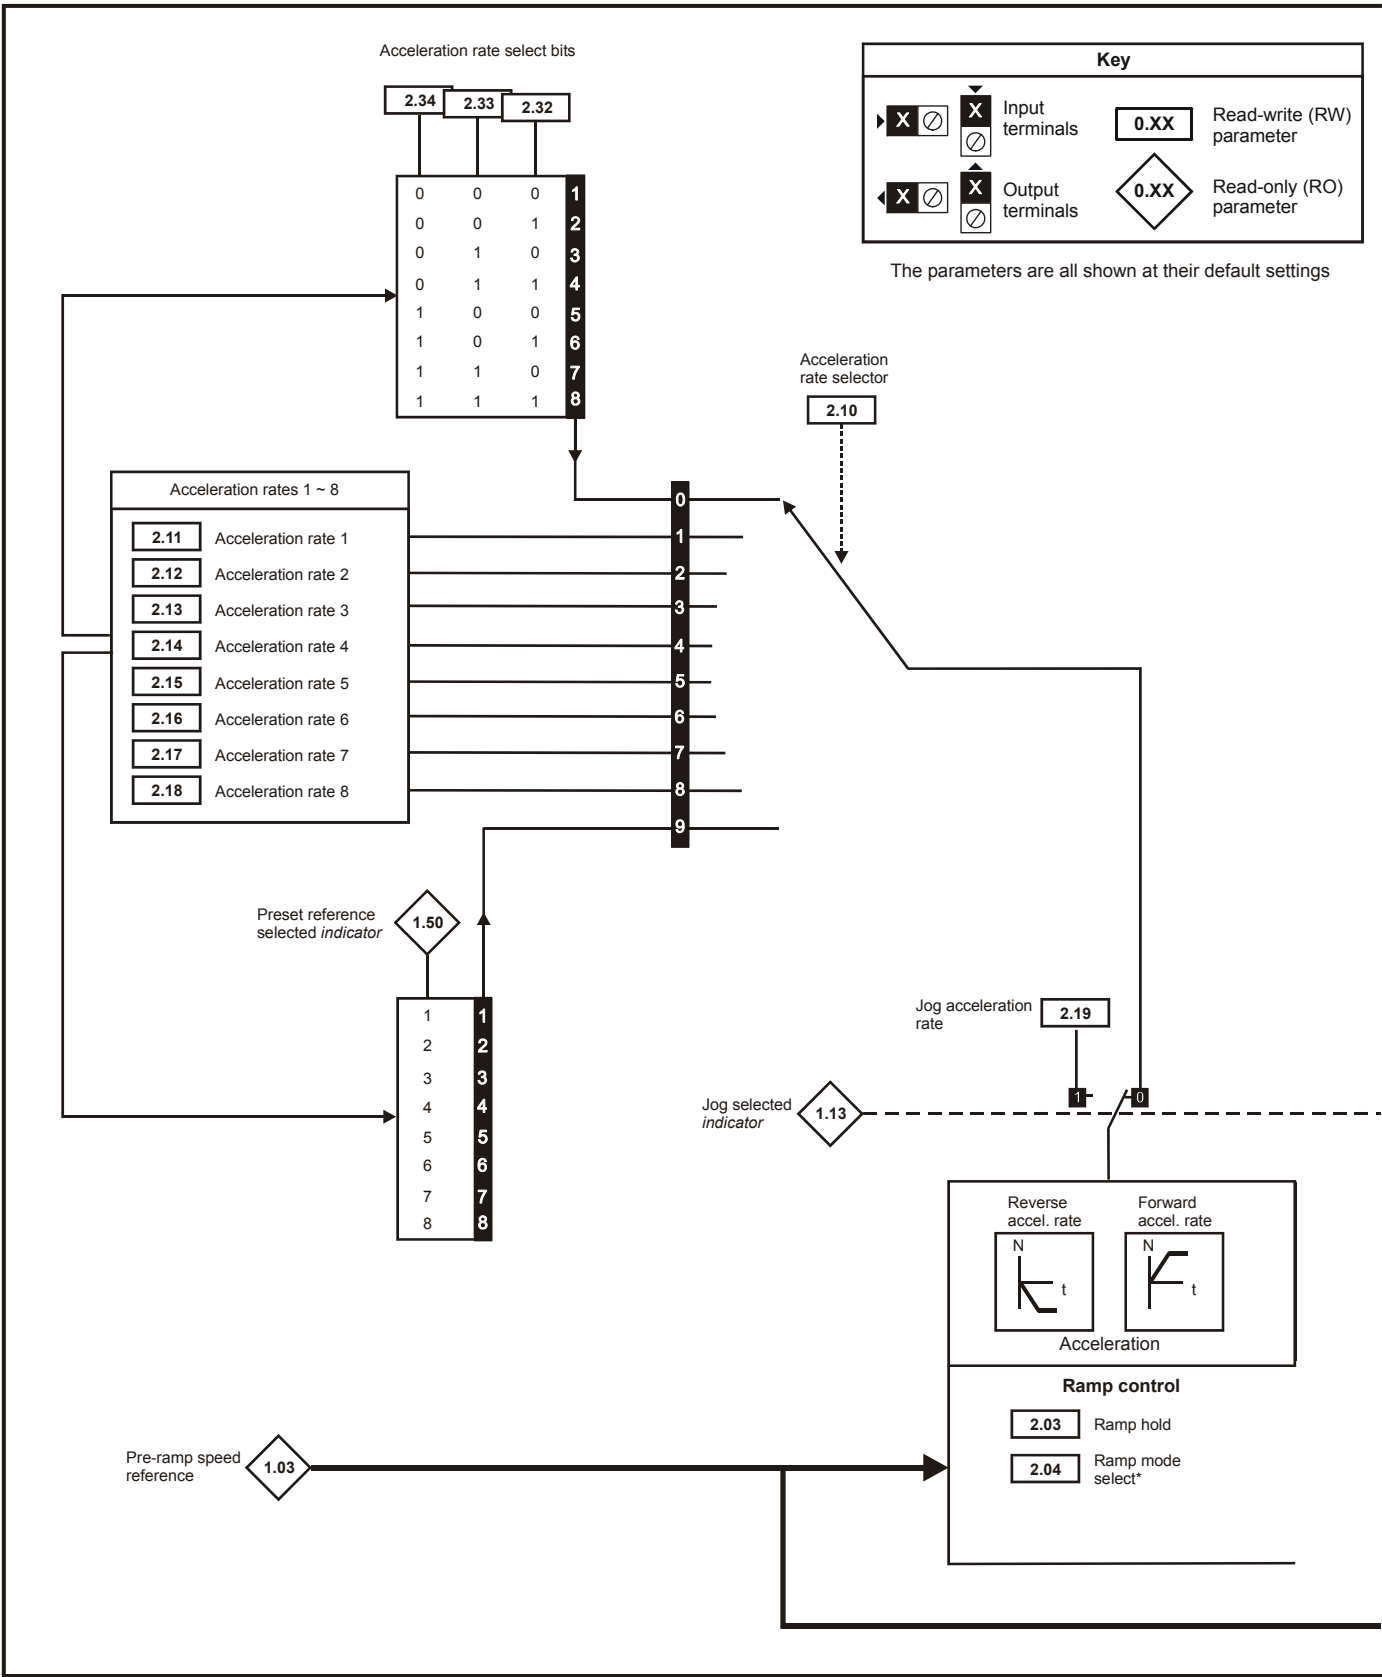 Acceleration rate select bits
2.34 2.33 2.32
0 0 0 1
0 0 1 2
0 1 0 3
0 1 1 4
1 0 0 5
1 0 1 6
1 1 0 7
1 1 1 8
Key
X
X
Input
terminals
0.XX
Read-write (RW)
parameter
X
X
Output
terminals
0.XX
Read-only (RO)
parameter
The parameters are all shown at their default settings
Acceleration
rate selector
2.10
Acceleration rates 1 ~ 8
2.11 Acceleration rate 1
2.12 Acceleration rate 2
2.13 Acceleration rate 3
2.14 Acceleration rate 4
2.15 Acceleration rate 5
2.16 Acceleration rate 6
2.17 Acceleration rate 7
2.18 Acceleration rate 8
0
1
2
3
4
5
6
7
8
9
Preset reference
selected indicator
1.50
1 1
2 2
3 3
4 4
5 5
6 6
7 7
8 8
Jog acceleration
rate
2.19
1 0
Jog selected
indicator
1.13
Reverse
accel. rate
N
t
Forward
accel. rate
N
t
Acceleration
Ramp control
2.03 Ramp hold
2.04 Ramp mode
select*
Pre-ramp speed
reference
1.03